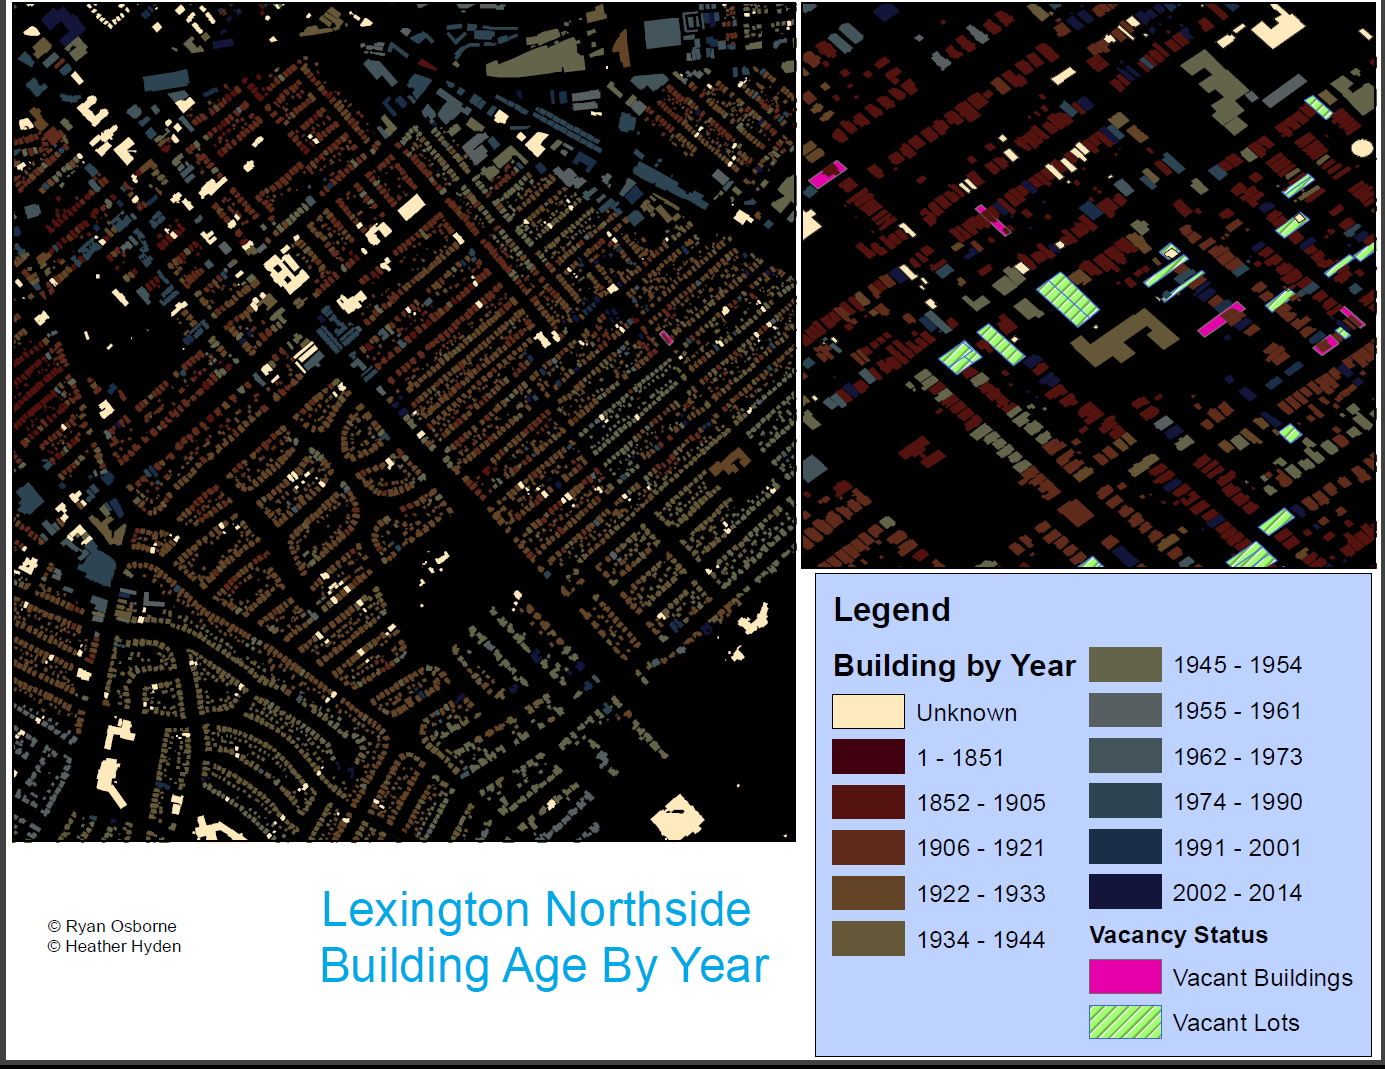 Legend
Building by Year
Unknown
1 - 1851
1852 - 1905
1906 - 1921
1922 - 1933
1934 - 1944
1945 - 1954
1955 - 1961
1962 - 1973
1974 - 1990
1991 - 2001
2002 - 2014
Vacancy Status
Vacant Buildings
Vacant Lots
© Ryan Osborne
© Heather Hyden
Lexington Northside
Building Age By Year